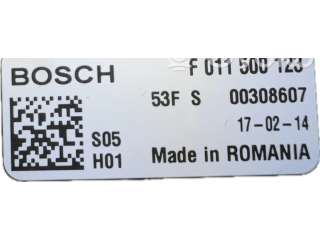 BOSCH F 011 500 123
53F S 00308607
17-02-14
S05
H01 Made in ROMANIA